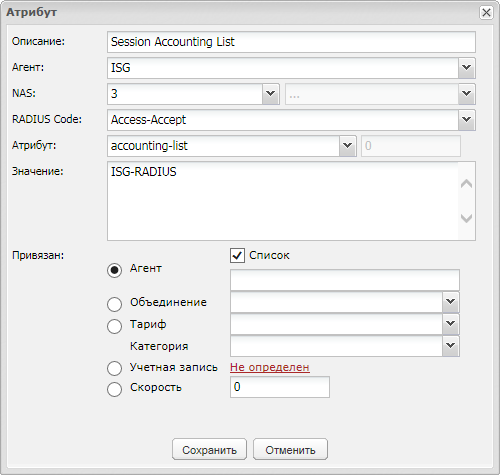 Атрибут
Описание: Session Accounting List
Агент: ISG
NAS: 3 ...
RADIUS Code: Access-Accept
Атрибут: accounting-list 0
Значение: ISG-RADIUS
Привязан: Список
Агент
Объединение
Тариф
Категория
Учетная запись Не определен
Скорость 0
Сохранить Отменить